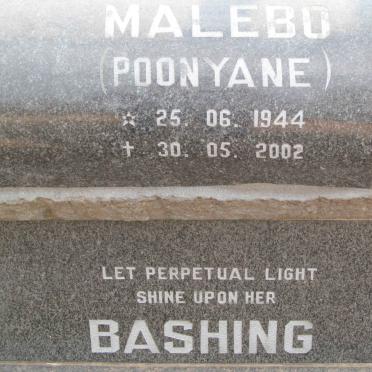 MALEBO
(POONYANE)
☆ 25. 06. 1944
✝ 30. 05. 2002
LET PERPETUAL LIGHT
SHINE UPON HER
BASHING